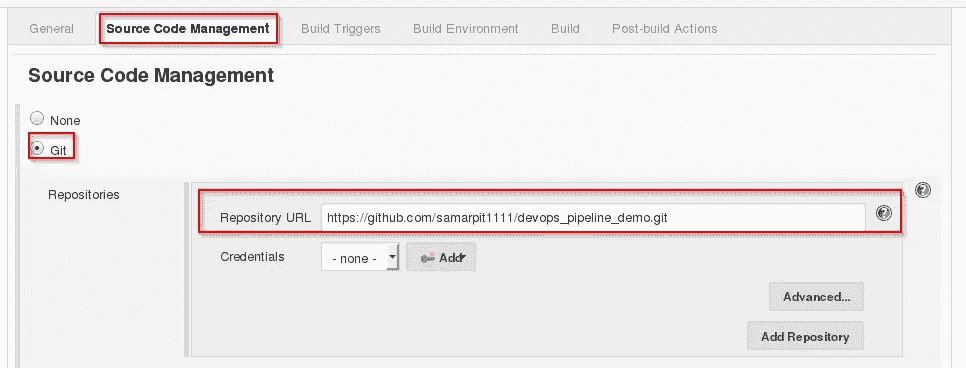 General Source Code Management Build Triggers Build Environment Build Post-build Actions
Source Code Management
None
Git
Repositories
Repository URL https://github.com/samarpit1111/devops_pipeline_demo.git
Credentials - none - Add
Advanced...
Add Repository